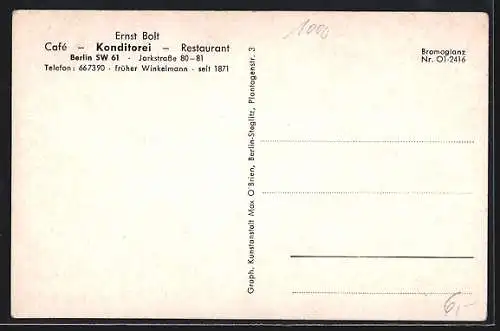 Ernst Bolt
Café – Konditorei – Restaurant
Berlin SW 61 · Jorkstraße 80–81
Telefon: 667390 · früher Winkelmann · seit 1871
1000
Bromoglanz
Nr. O1-2416
Graph. Kunstanstalt Max O'Brien, Berlin-Steglitz, Plantagenstr. 3
6,-